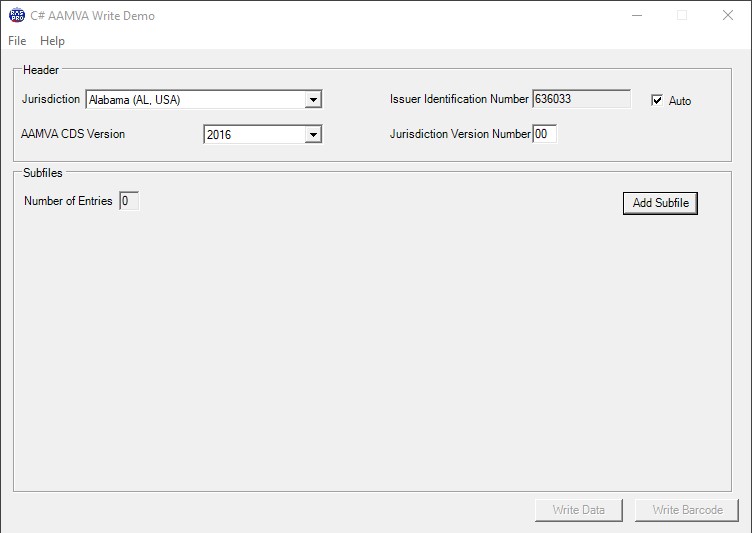 C# AAMVA Write Demo
File Help
Header
Jurisdiction Alabama (AL, USA) Issuer Identification Number 636033 Auto
AAMVA CDS Version 2016 Jurisdiction Version Number 00
Subfiles
Number of Entries 0 Add Subfile
Write Data Write Barcode